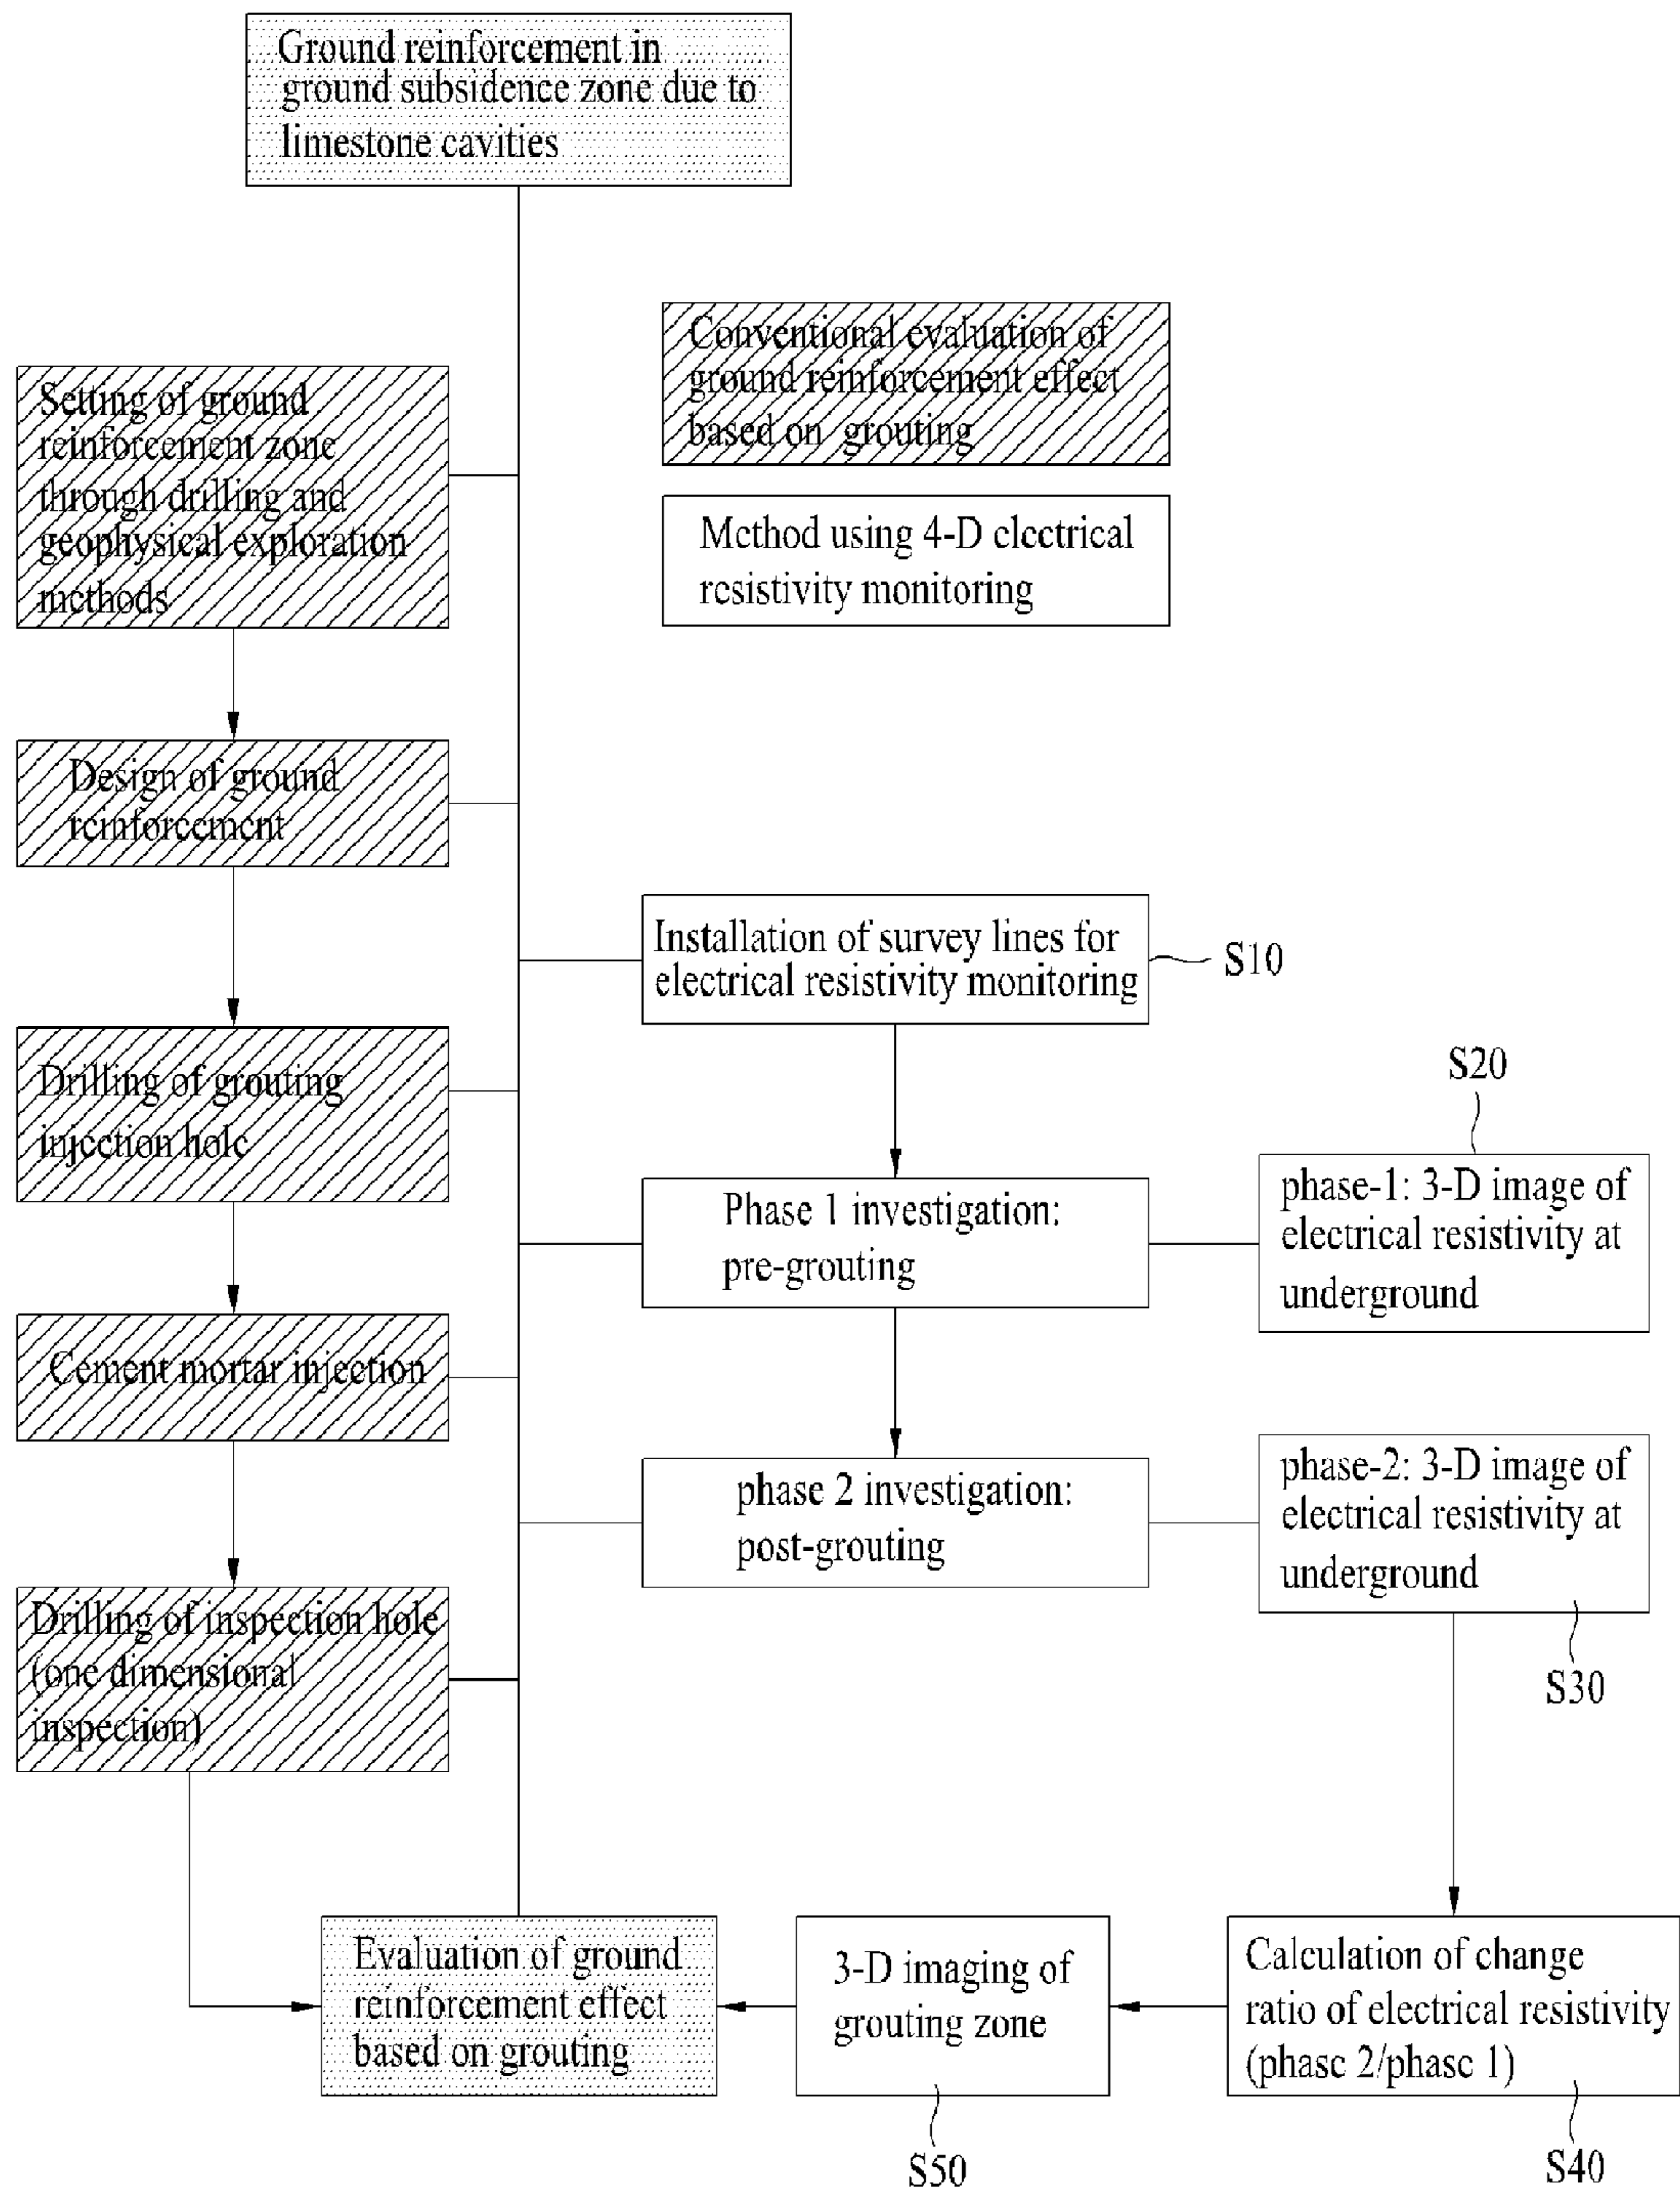 Ground reinforcement in
ground subsidence zone due to
limestone cavities
Conventional evaluation of
ground reinforcement effect
based on grouting
Method using 4-D electrical
resistivity monitoring
Setting of ground
reinforcement zone
through drilling and
geophysical exploration
methods
Design of ground
reinforcement
Installation of survey lines for
electrical resistivity monitoring
S10
Drilling of grouting
injection hole
S20
Phase 1 investigation:
pre-grouting
phase-1: 3-D image of
electrical resistivity at
underground
Cement mortar injection
phase 2 investigation:
post-grouting
phase-2: 3-D image of
electrical resistivity at
underground
S30
Drilling of inspection hole
(one dimensional
inspection)
Evaluation of ground
reinforcement effect
based on grouting
3-D imaging of
grouting zone
S50
Calculation of change
ratio of electrical resistivity
(phase 2/phase 1)
S40